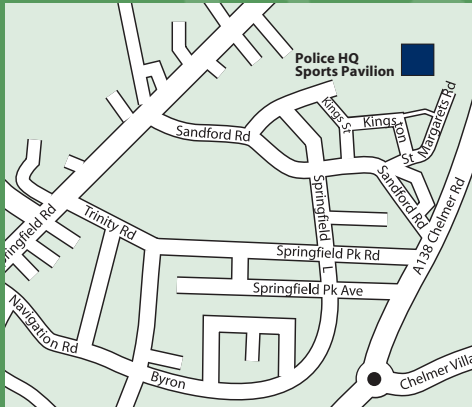 Police HQ
Sports Pavilion
Kings St
Kingston
St
Margarets Rd
Sandford Rd
Sandford Rd
Springfield L
A138 Chelmer Rd
Trinity Rd
ringfield Rd
Springfield Pk Rd
Springfield Pk Ave
Navigation Rd
Byron
Chelmer Villa